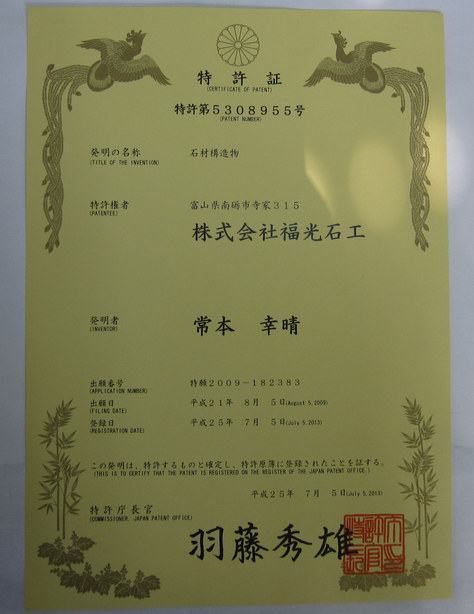 特許証
(CERTIFICATE OF PATENT)
特許第5308955号
(PATENT NUMBER)
発明の名称
(TITLE OF THE INVENTION)
石材構造物
特許権者
(PATENTEE)
富山県南砺市寺家315
株式会社福光石工
発明者
(INVENTOR)
常本 幸晴
出願番号
(APPLICATION NUMBER)
特願2009-182383
出願日
(FILING DATE)
平成21年 8月 5日(August 5,2009)
登録日
(REGISTRATION DATE)
平成25年 7月 5日(July 5,2013)
この発明は、特許するものと確定し、特許原簿に登録されたことを証する。
(THIS IS TO CERTIFY THAT THE PATENT IS REGISTERED ON THE REGISTER OF THE JAPAN PATENT OFFICE.)
平成25年 7月 5日(July 5,2013)
特許庁長官
(COMMISSIONER, JAPAN PATENT OFFICE)
羽藤秀雄